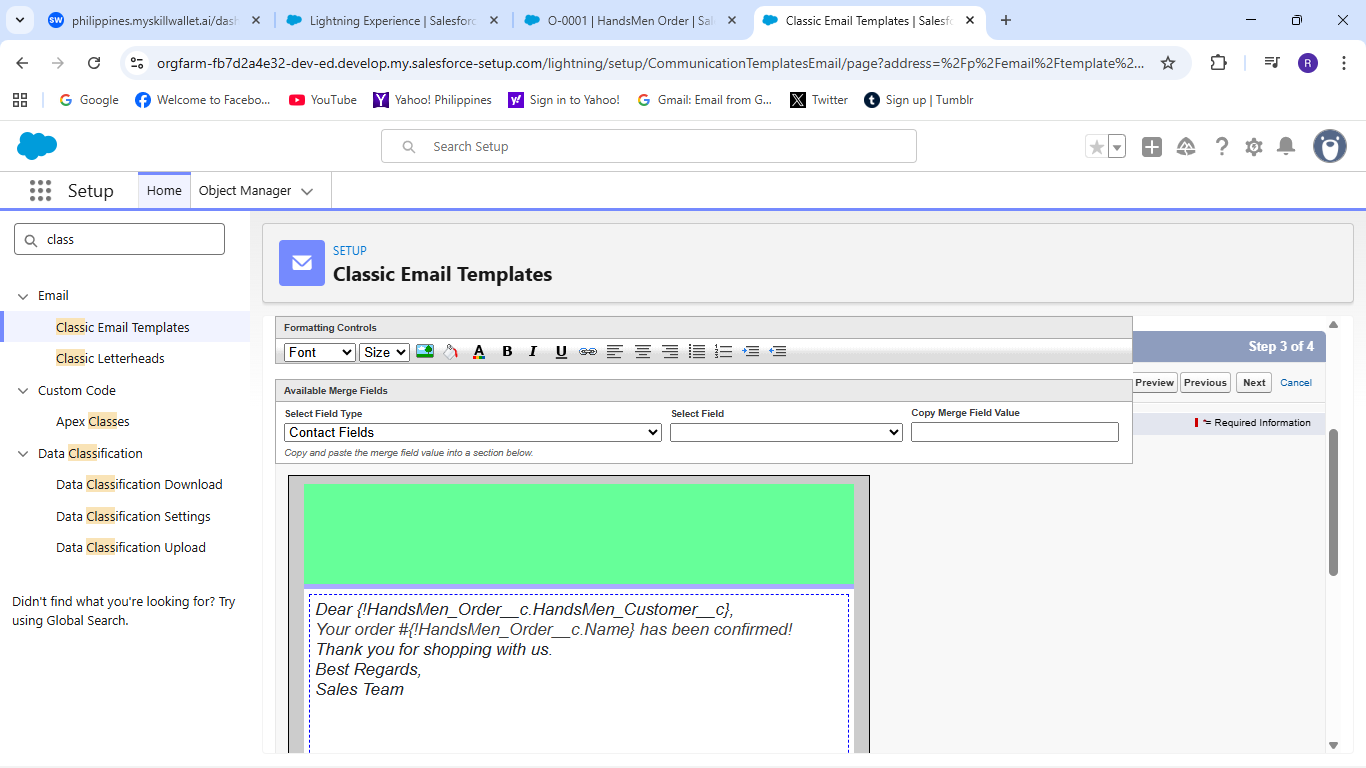 SW
philippines.myskillwallet.ai/dash
Lightning Experience | Salesforc
O-0001 | HandsMen Order | Sal
Classic Email Templates | Salesf
orgfarm-fb7d2a4e32-dev-ed.develop.my.salesforce-setup.com/lightning/setup/CommunicationTemplatesEmail/page?address=%2Fp%2Femail%2Ftemplate%2...
R
Google
Welcome to Facebo...
YouTube
Yahoo! Philippines
Sign in to Yahoo!
Gmail: Email from G...
Twitter
Sign up | Tumblr
Search Setup
Setup
Home
Object Manager
class
Email
Classic Email Templates
Classic Letterheads
Custom Code
Apex Classes
Data Classification
Data Classification Download
Data Classification Settings
Data Classification Upload
Didn't find what you're looking for? Try
using Global Search.
SETUP
Classic Email Templates
Formatting Controls
Font
Size
A
B
I
U
Step 3 of 4
Available Merge Fields
Preview
Previous
Next
Cancel
Select Field Type
Select Field
Copy Merge Field Value
Contact Fields
= Required Information
Copy and paste the merge field value into a section below.
Dear {!HandsMen_Order__c.HandsMen_Customer__c},
Your order #{!HandsMen_Order__c.Name} has been confirmed!
Thank you for shopping with us.
Best Regards,
Sales Team